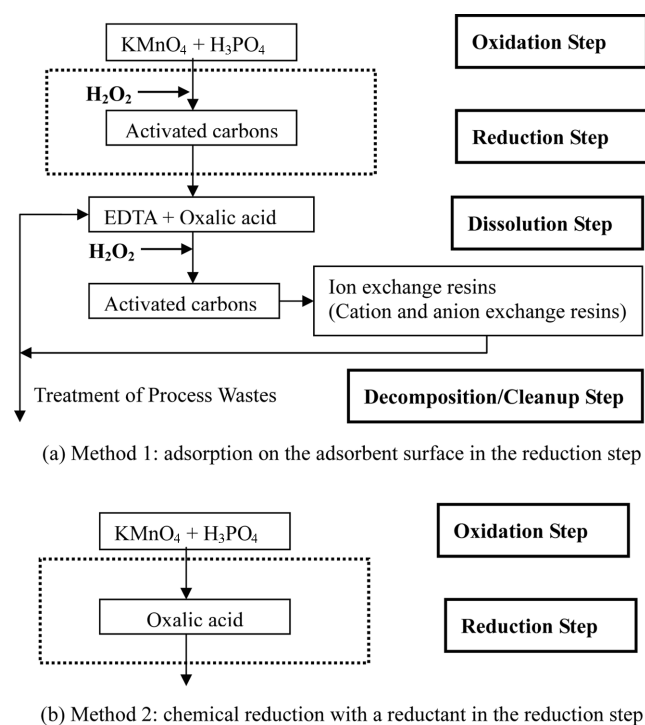 KMnO₄ + H₃PO₄
Oxidation Step
H₂O₂
Activated carbons
Reduction Step
EDTA + Oxalic acid
Dissolution Step
H₂O₂
Activated carbons
Ion exchange resins
(Cation and anion exchange resins)
Treatment of Process Wastes
Decomposition/Cleanup Step
(a) Method 1: adsorption on the adsorbent surface in the reduction step
KMnO₄ + H₃PO₄
Oxidation Step
Oxalic acid
Reduction Step
(b) Method 2: chemical reduction with a reductant in the reduction step